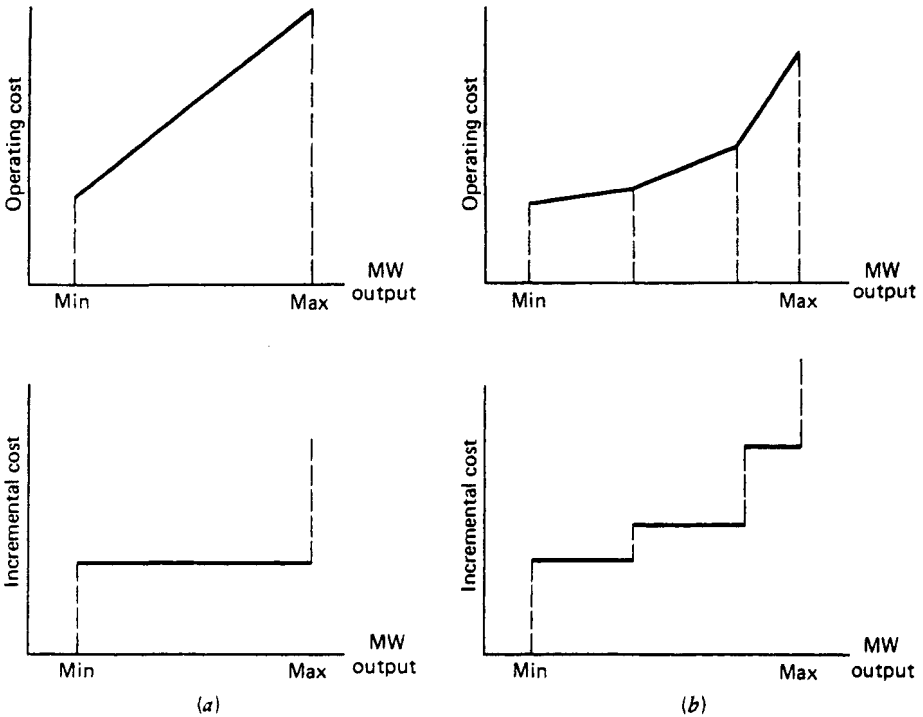 Operating cost
MW
output
Min
Max
Operating cost
MW
output
Min
Max
Incremental cost
MW
output
Min
Max
(a)
Incremental cost
MW
output
Min
Max
(b)